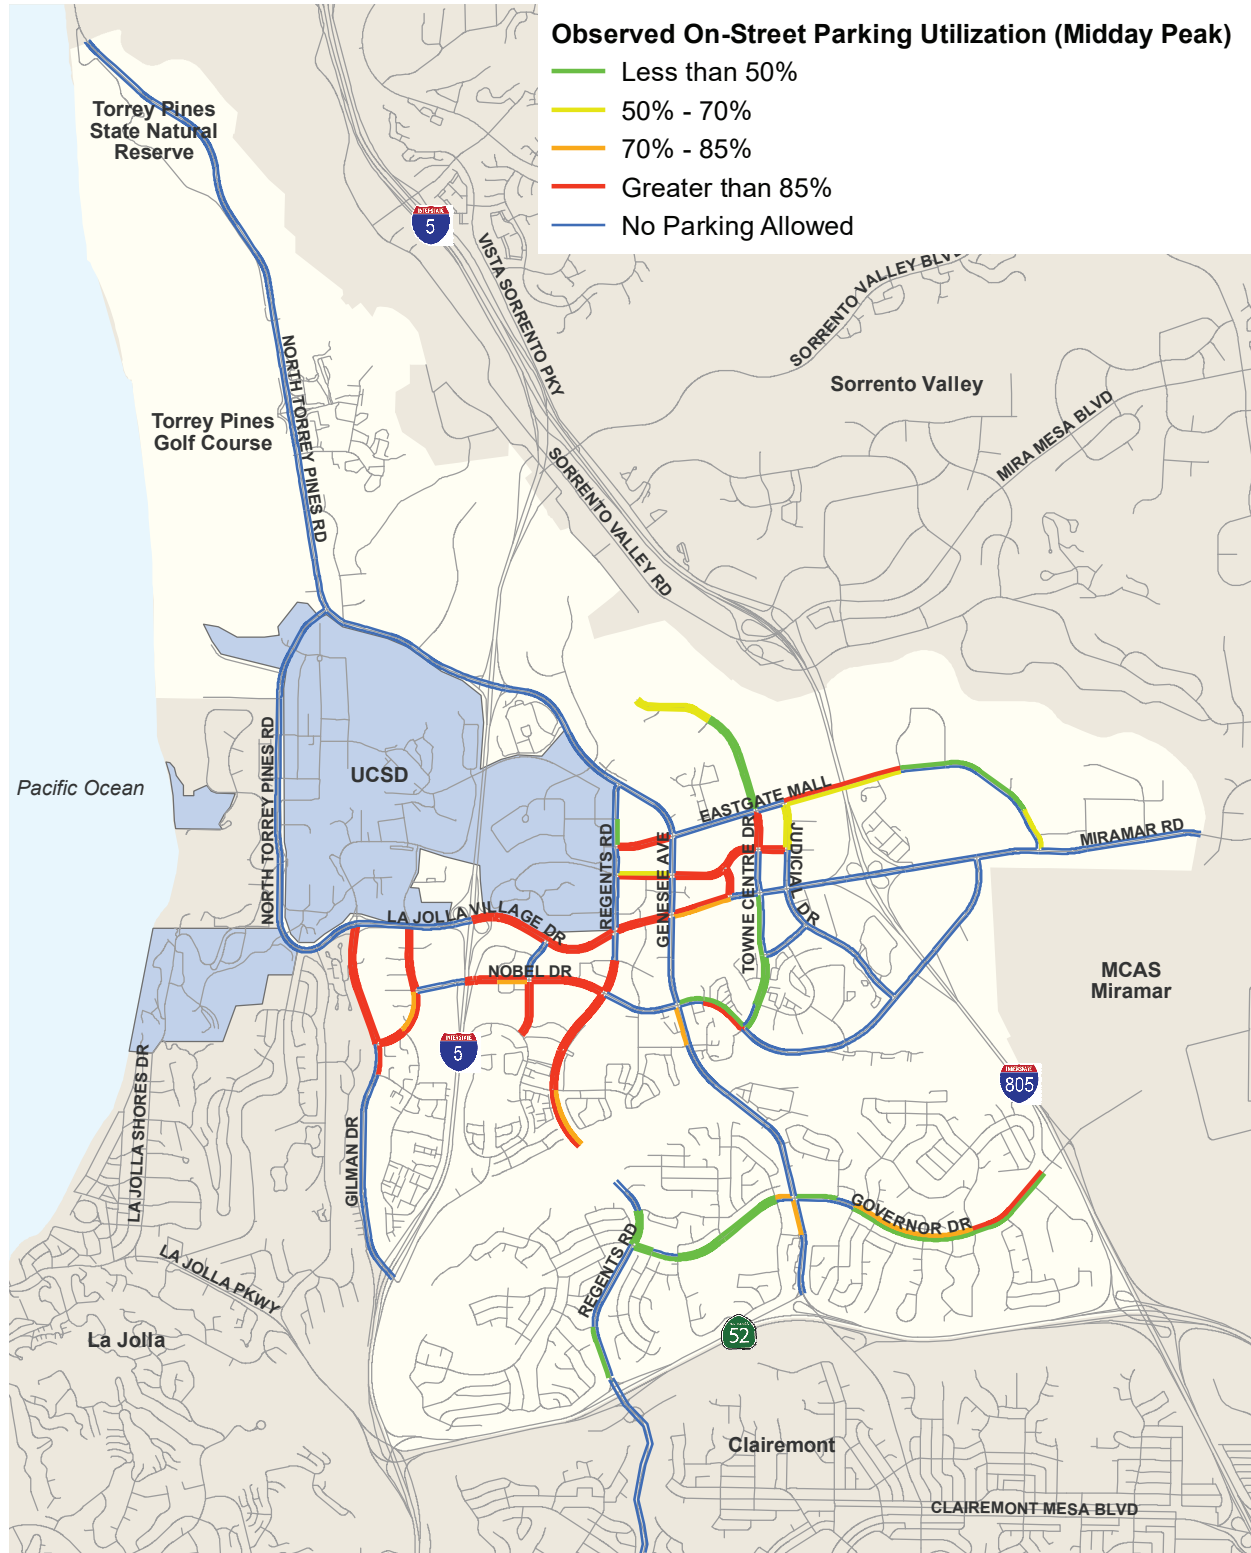 Observed On-Street Parking Utilization (Midday Peak)
Less than 50%
50% - 70%
70% - 85%
Greater than 85%
No Parking Allowed
Torrey Pines
State Natural
Reserve
INTERSTATE
5
VISTA SORRENTO PKY
SORRENTO VALLEY BLVD
Sorrento Valley
MIRA MESA BLVD
NORTH TORREY PINES RD
Torrey Pines
Golf Course
SORRENTO VALLEY RD
NORTH TORREY PINES RD
UCSD
Pacific Ocean
EASTGATE MALL
MIRAMAR RD
REGENTS RD
GENESEE AVE
TOWNE CENTRE DR
JUDICIAL DR
LA JOLLA VILLAGE DR
NOBEL DR
MCAS
Miramar
INTERSTATE
5
INTERSTATE
805
LA JOLLA SHORES DR
GILMAN DR
GOVERNOR DR
REGENTS RD
LA JOLLA PKWY
La Jolla
52
Clairemont
CLAIREMONT MESA BLVD